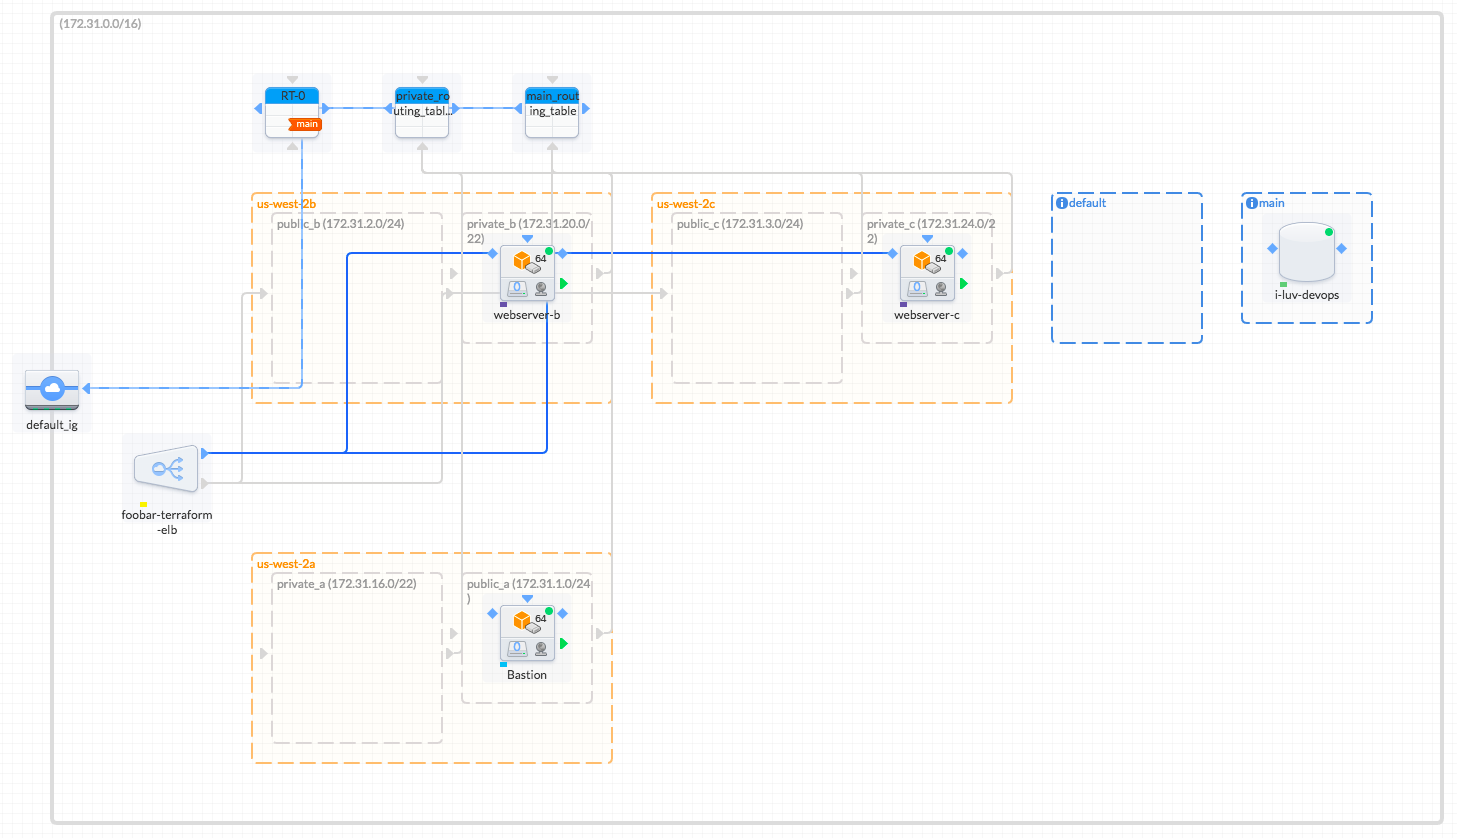 (172.31.0.0/16)
RT-0
main
private_ro
uting_tabl...
main_rout
ing_table
us-west-2b
public_b (172.31.2.0/24)
private_b (172.31.20.0/
22)
64
webserver-b
us-west-2c
public_c (172.31.3.0/24)
private_c (172.31.24.0/2
2)
64
webserver-c
default
main
i-luv-devops
default_ig
foobar-terraform
-elb
us-west-2a
private_a (172.31.16.0/22)
public_a (172.31.1.0/24
)
64
Bastion